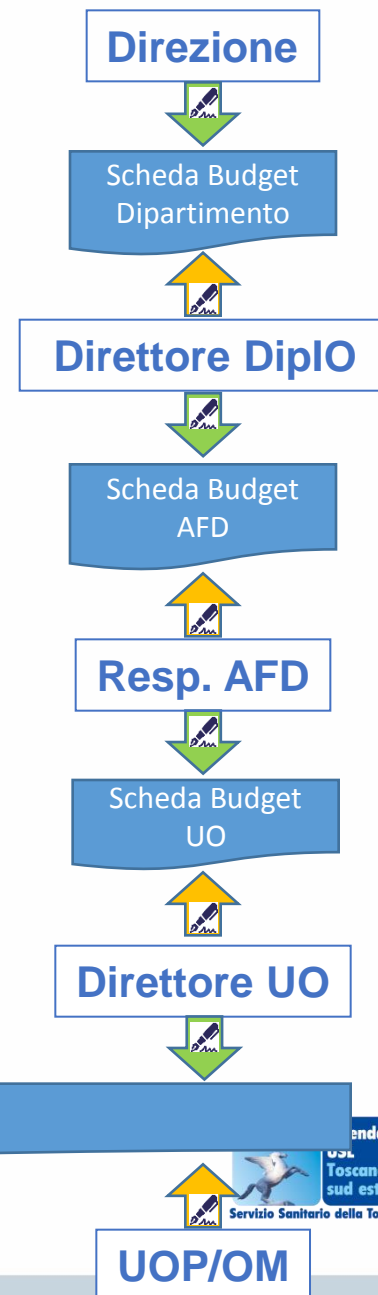 Direzione
Scheda Budget
Dipartimento
Direttore DipIO
Scheda Budget
AFD
Resp. AFD
Scheda Budget
UO
Direttore UO
Toscan
sud est
Servizio Sanitario della To
UOP/OM